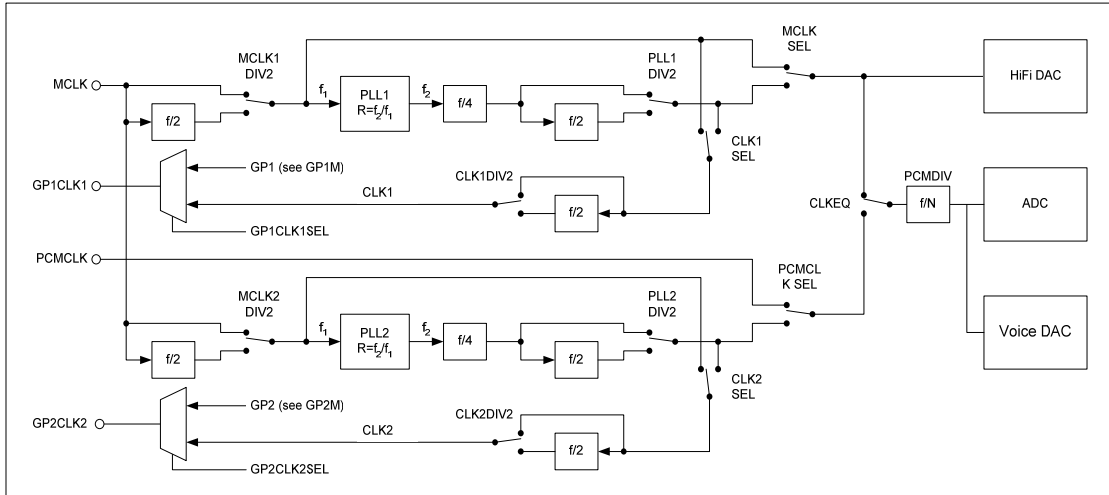 MCLK
SEL
MCLK1
DIV2
PLL1
DIV2
MCLK
HiFi DAC
f1
PLL1
R=f2/f1
f2
f/4
f/2
f/2
CLK1
SEL
GP1 (see GP1M)
CLK1DIV2
PCMDIV
GP1CLK1
CLK1
f/2
CLKEQ
f/N
ADC
GP1CLK1SEL
PCMCLK
MCLK2
DIV2
PLL2
DIV2
PCMCL
K SEL
f1
PLL2
R=f2/f1
f2
f/4
Voice DAC
f/2
f/2
CLK2
SEL
GP2 (see GP2M)
CLK2DIV2
GP2CLK2
CLK2
f/2
GP2CLK2SEL